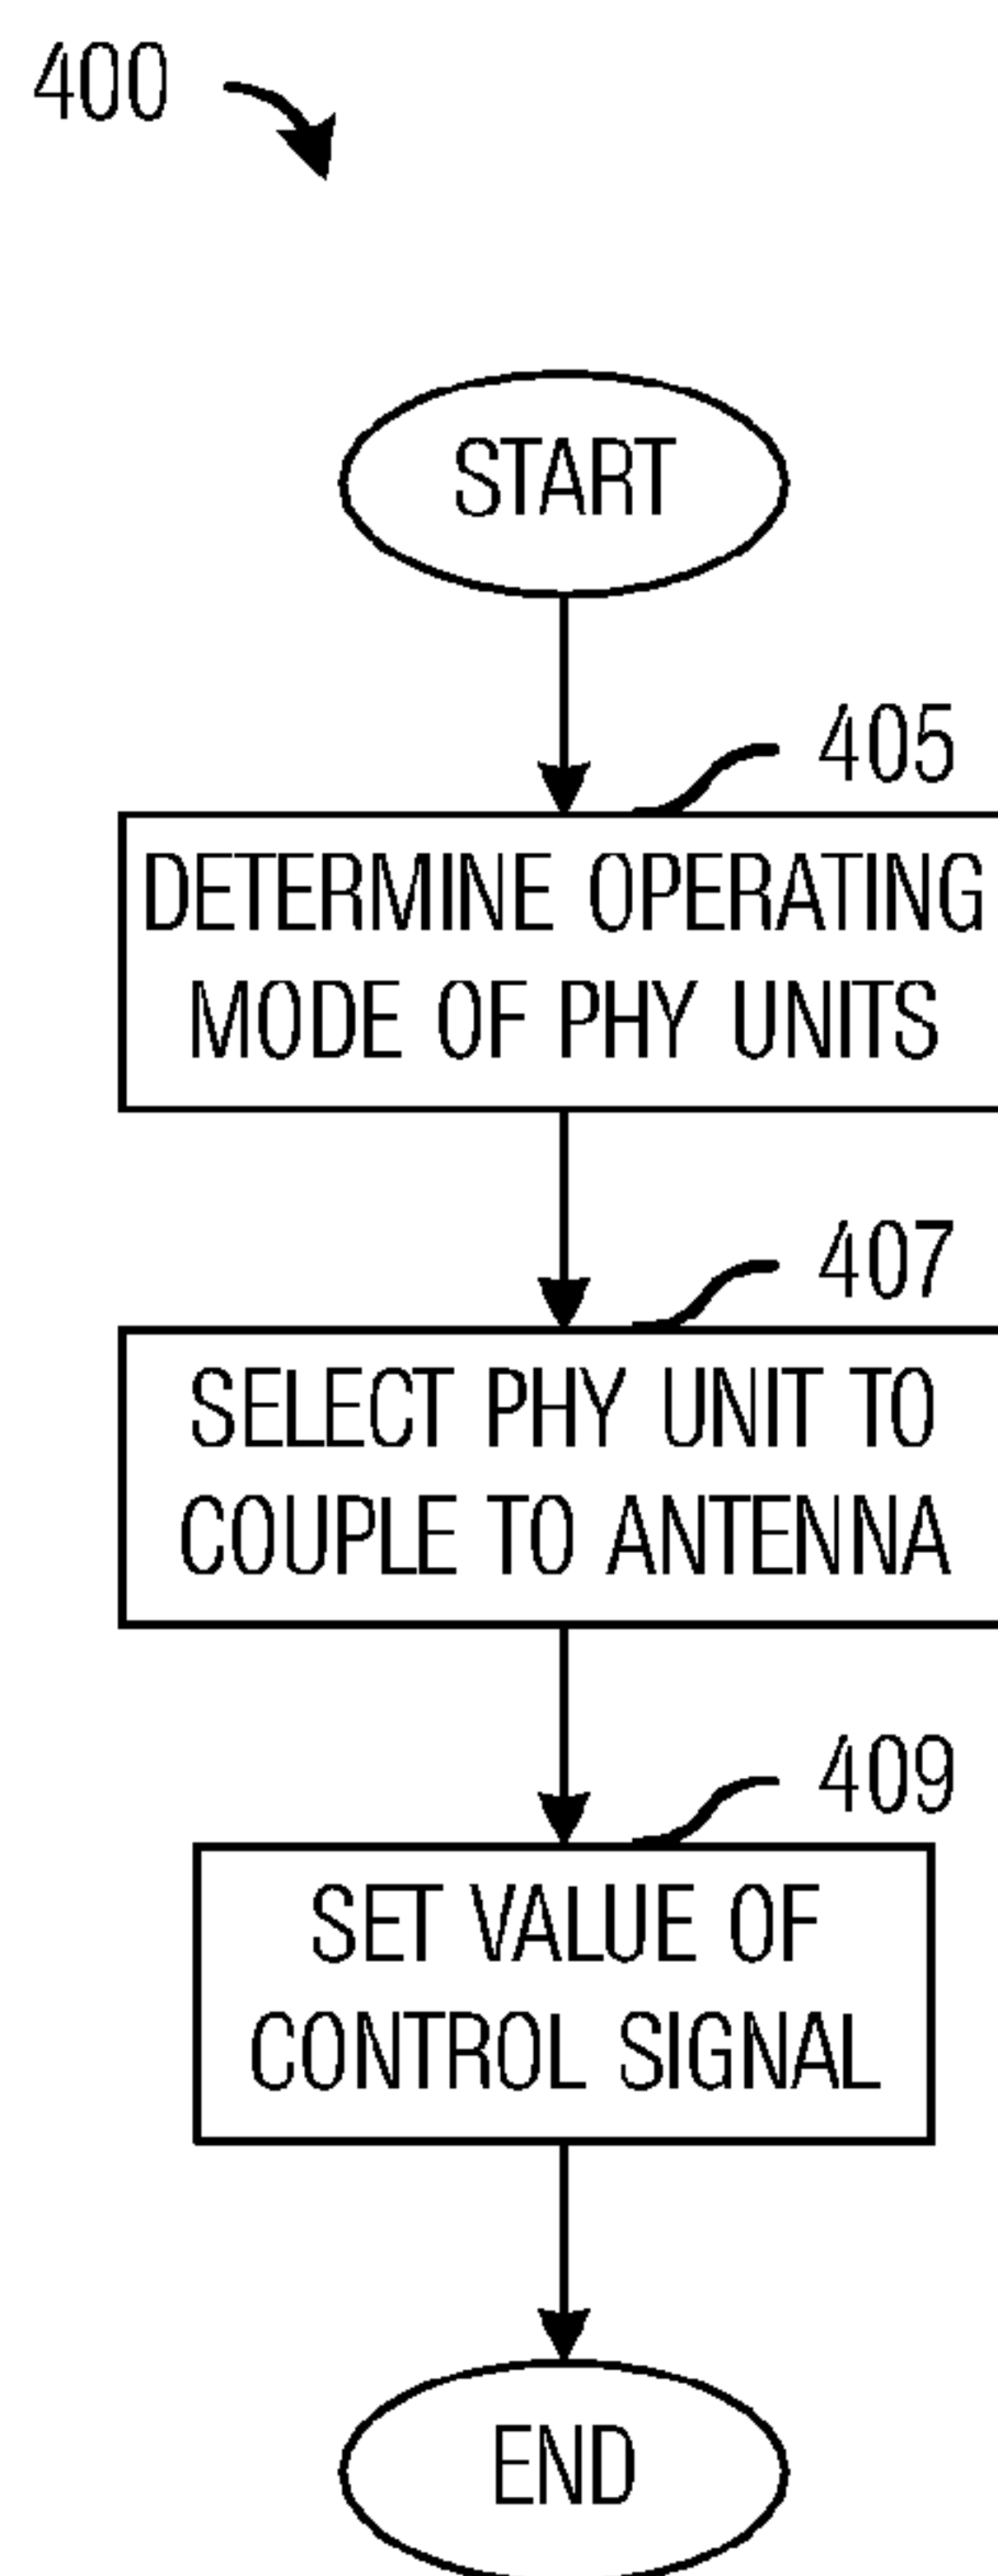 400
START
405
DETERMINE OPERATING
MODE OF PHY UNITS
407
SELECT PHY UNIT TO
COUPLE TO ANTENNA
409
SET VALUE OF
CONTROL SIGNAL
END